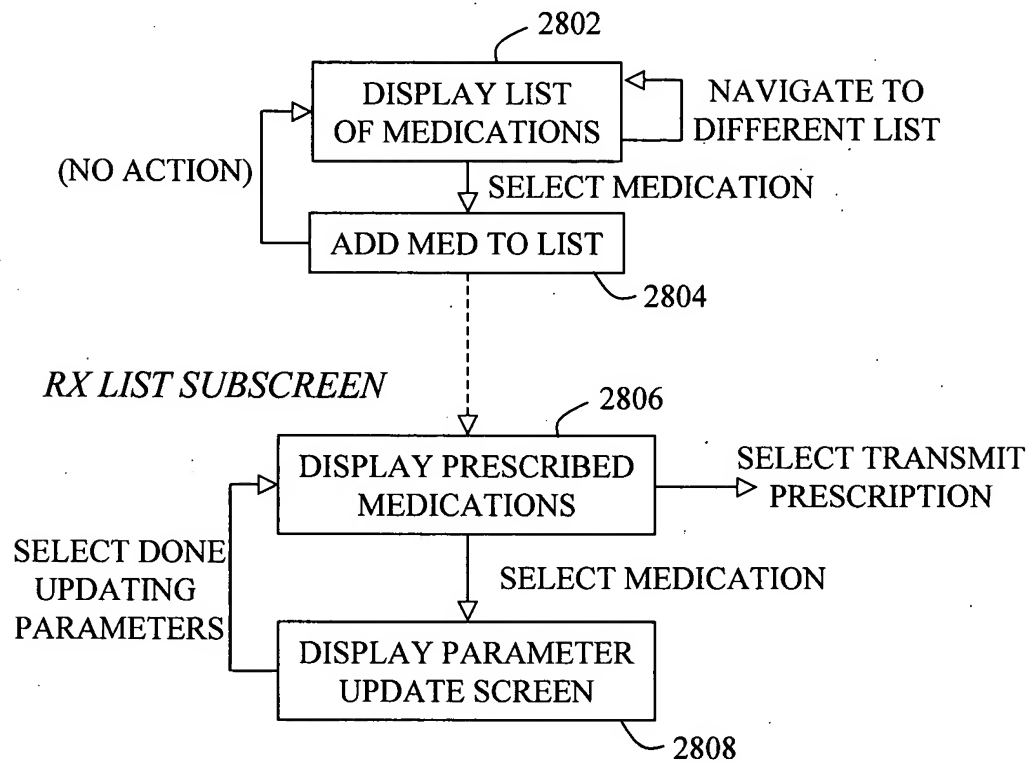 2802
DISPLAY LIST
OF MEDICATIONS
NAVIGATE TO
DIFFERENT LIST
(NO ACTION)
SELECT MEDICATION
ADD MED TO LIST
2804
RX LIST SUBSCREEN
2806
DISPLAY PRESCRIBED
MEDICATIONS
SELECT TRANSMIT
PRESCRIPTION
SELECT DONE
UPDATING
PARAMETERS
SELECT MEDICATION
DISPLAY PARAMETER
UPDATE SCREEN
2808